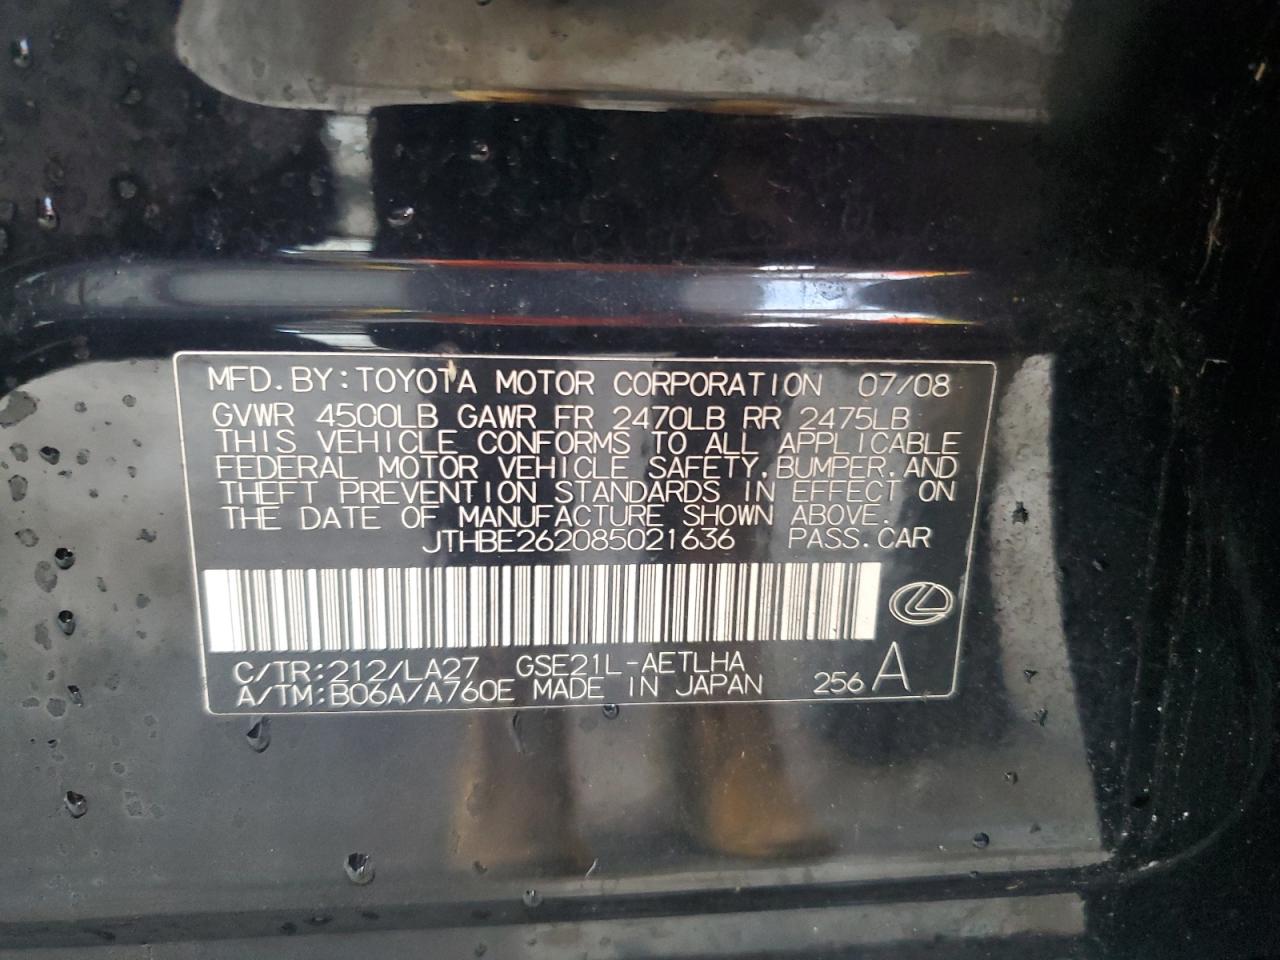 MFD. BY: TOYOTA MOTOR CORPORATION 07/08
GVWR 4500LB GAWR FR 2470LB RR 2475LB
THIS VEHICLE CONFORMS TO ALL APPLICABLE
FEDERAL MOTOR VEHICLE SAFETY, BUMPER, AND
THEFT PREVENTION STANDARDS IN EFFECT ON
THE DATE OF MANUFACTURE SHOWN ABOVE.
JTHBE262085021636 PASS. CAR
C/TR: 212/LA27 GSE21L-AETLHA
A/TM: B06A/A760E MADE IN JAPAN 256 A